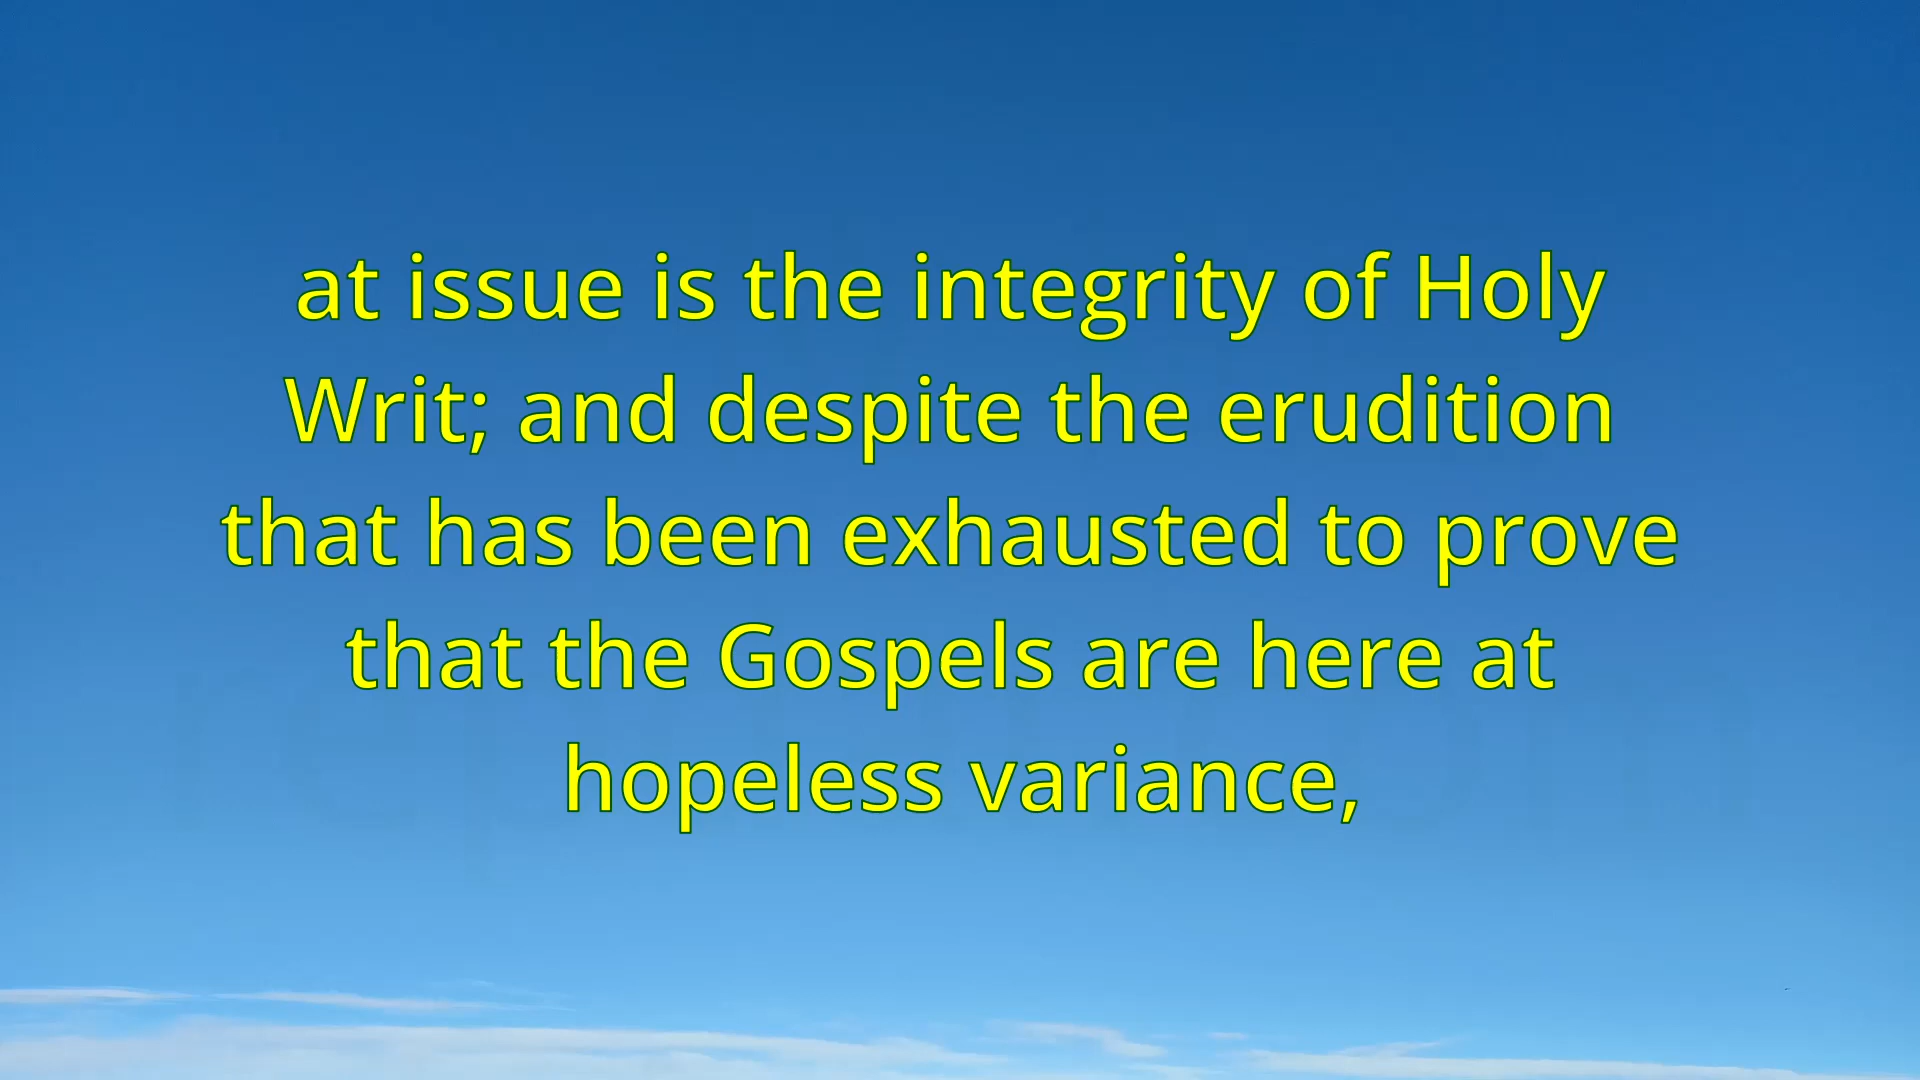 at issue is the integrity of Holy
Writ; and despite the erudition
that has been exhausted to prove
that the Gospels are here at
hopeless variance,